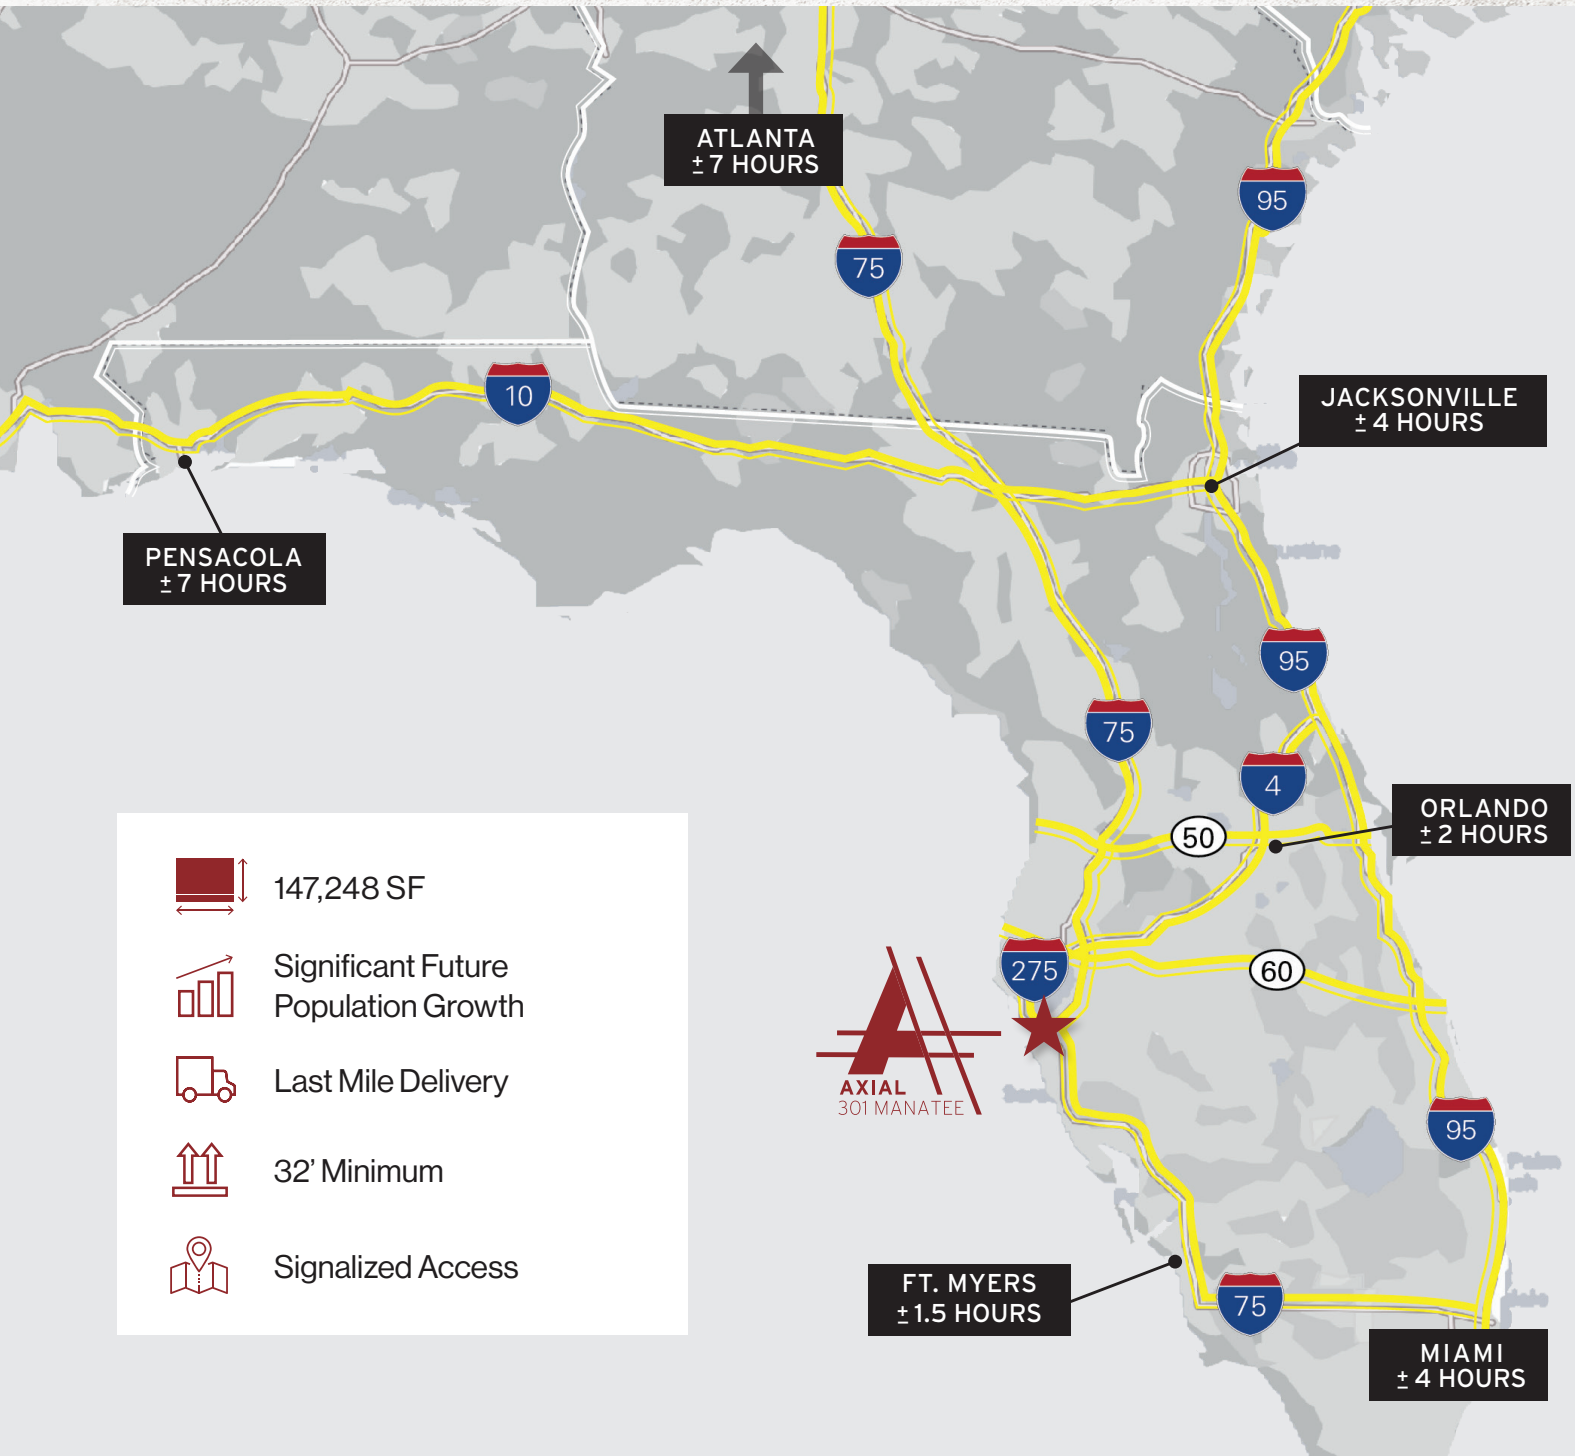 ATLANTA
± 7 HOURS
95
75
10
JACKSONVILLE
± 4 HOURS
PENSACOLA
± 7 HOURS
95
75
4
ORLANDO
± 2 HOURS
50
275
60
AXIAL
301 MANATEE
95
FT. MYERS
± 1.5 HOURS
75
MIAMI
± 4 HOURS
147,248 SF
Significant Future
Population Growth
Last Mile Delivery
32’ Minimum
Signalized Access